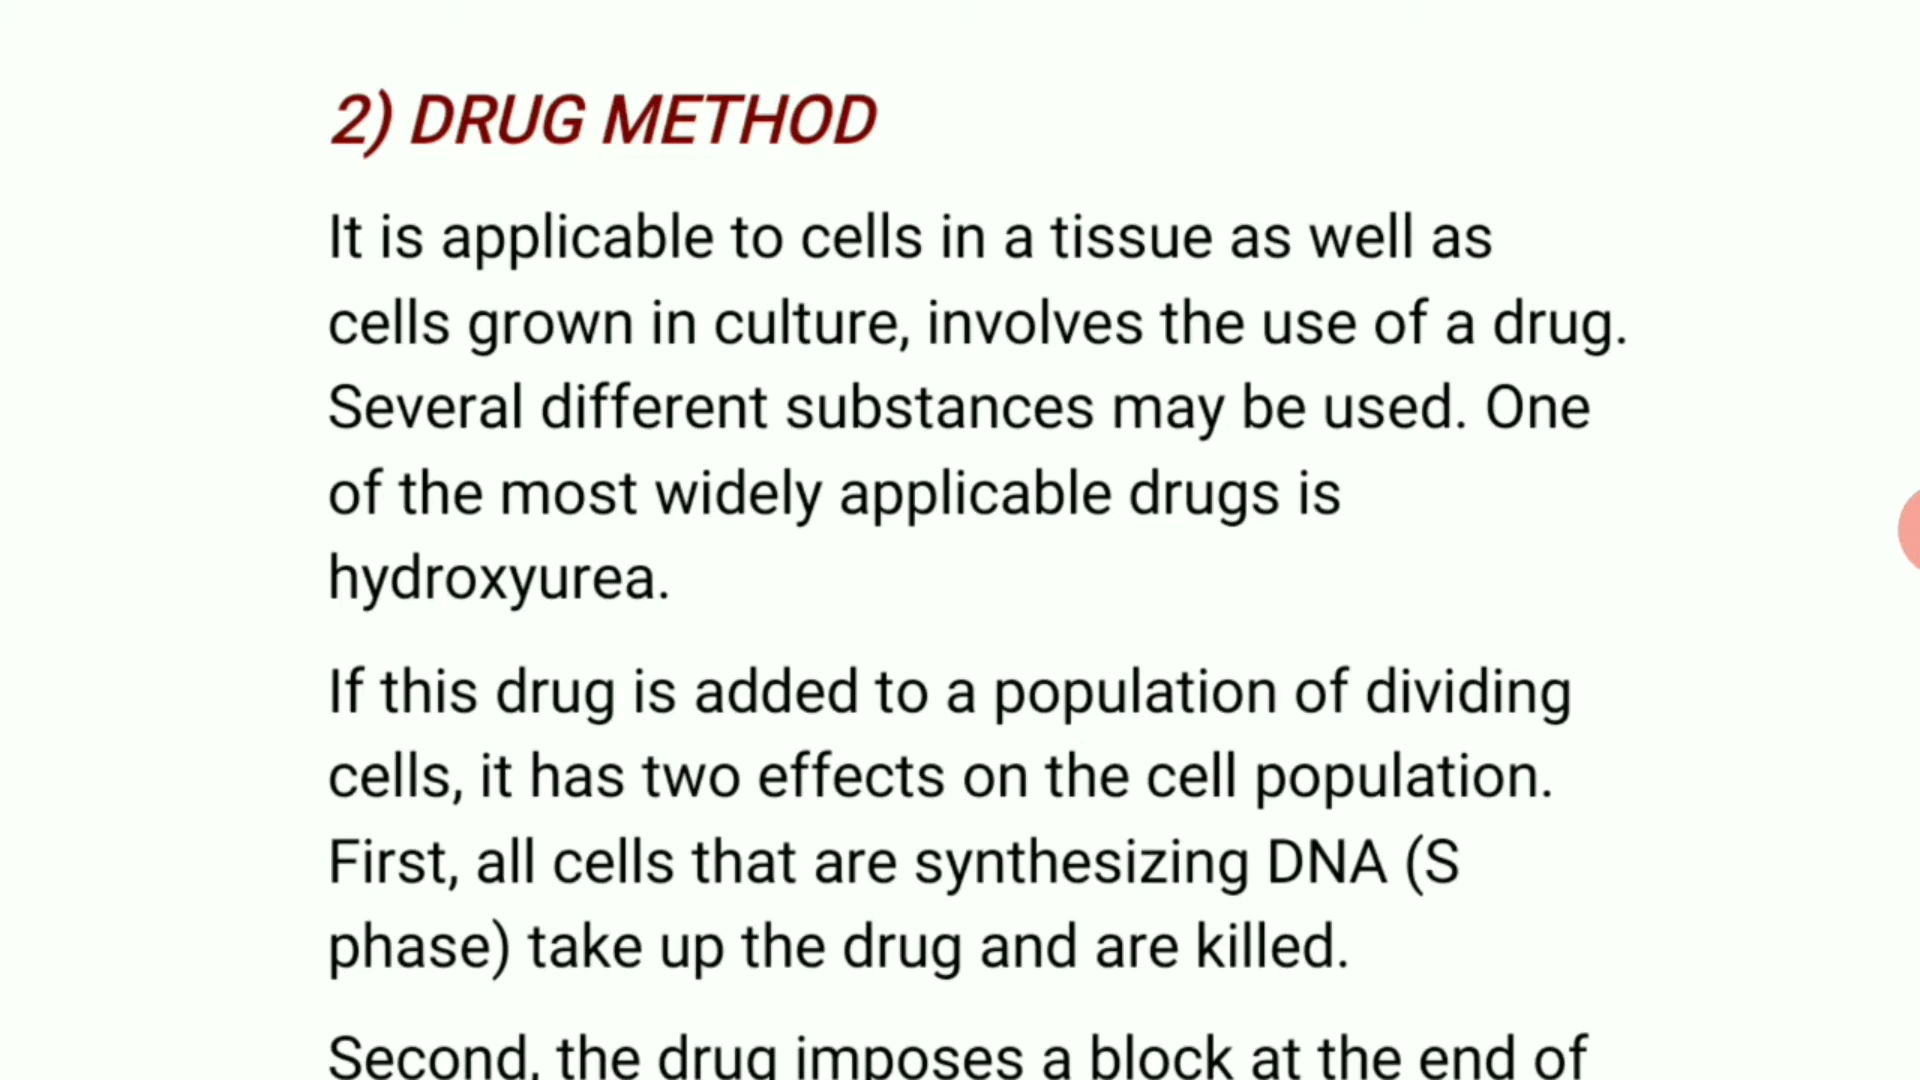 2) DRUG METHOD
It is applicable to cells in a tissue as well as
cells grown in culture, involves the use of a drug.
Several different substances may be used. One
of the most widely applicable drugs is
hydroxyurea.
If this drug is added to a population of dividing
cells, it has two effects on the cell population.
First, all cells that are synthesizing DNA (S
phase) take up the drug and are killed.
Second, the drug imposes a block at the end of